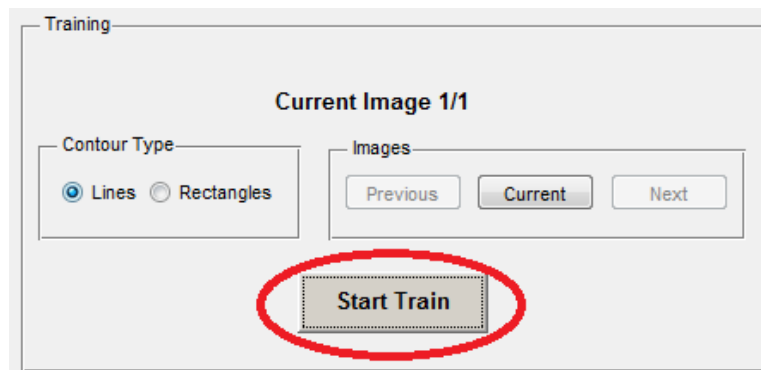 Training
Current Image 1/1
Contour Type
Images
Lines Rectangles
Previous Current Next
Start Train